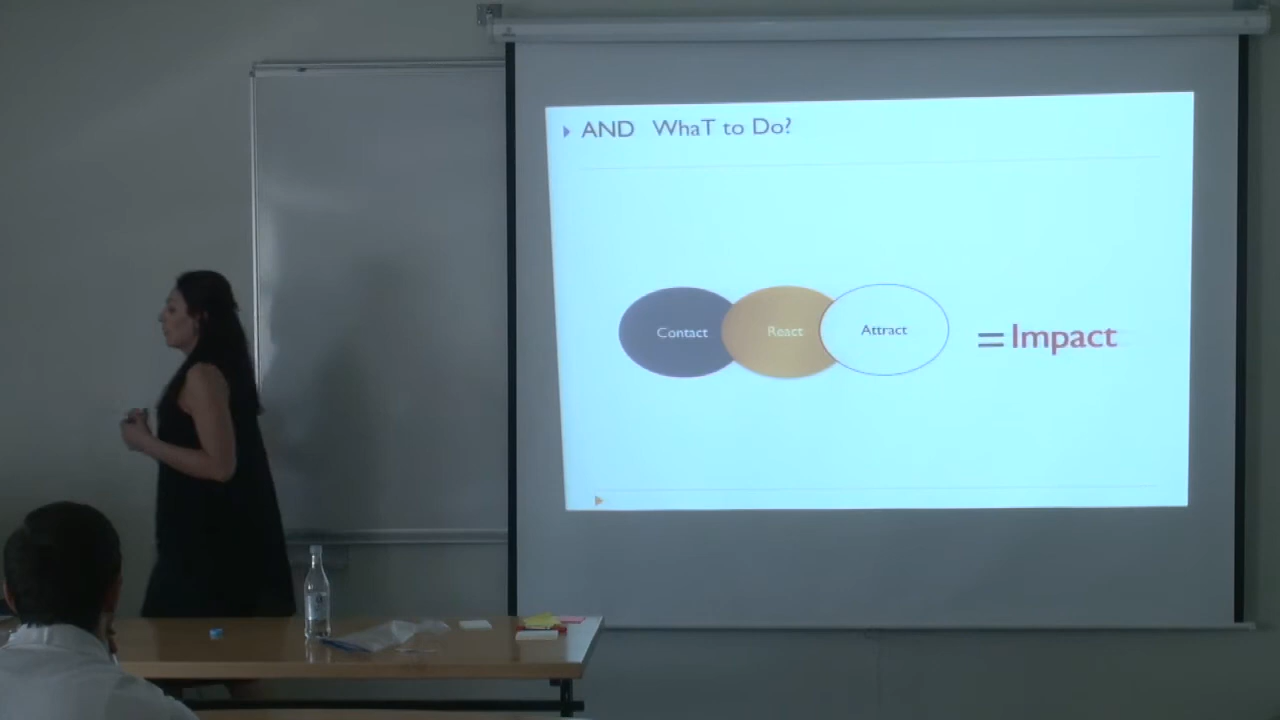 AND WhaT to Do?
Contact
React
Attract
= Impact